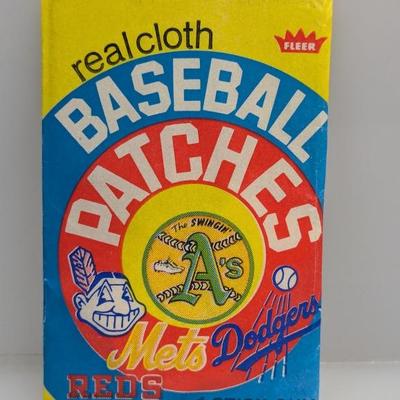 real cloth
FLEER
BASEBALL
PATCHES
The SWINGIN'
A's
Mets
Dodgers
REDS